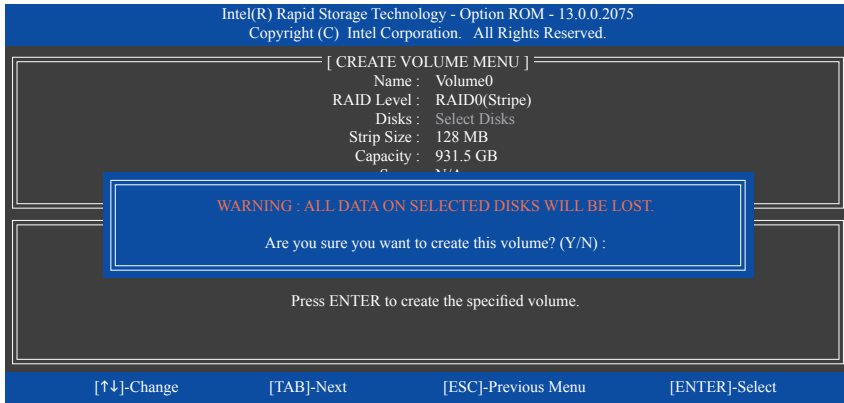 Intel(R) Rapid Storage Technology - Option ROM - 13.0.0.2075
Copyright (C) Intel Corporation. All Rights Reserved.
[ CREATE VOLUME MENU ]
Name : Volume0
RAID Level : RAID0(Stripe)
Disks : Select Disks
Strip Size : 128 MB
Capacity : 931.5 GB
WARNING : ALL DATA ON SELECTED DISKS WILL BE LOST.
Are you sure you want to create this volume? (Y/N) :
Press ENTER to create the specified volume.
[↑↓]-Change [TAB]-Next [ESC]-Previous Menu [ENTER]-Select